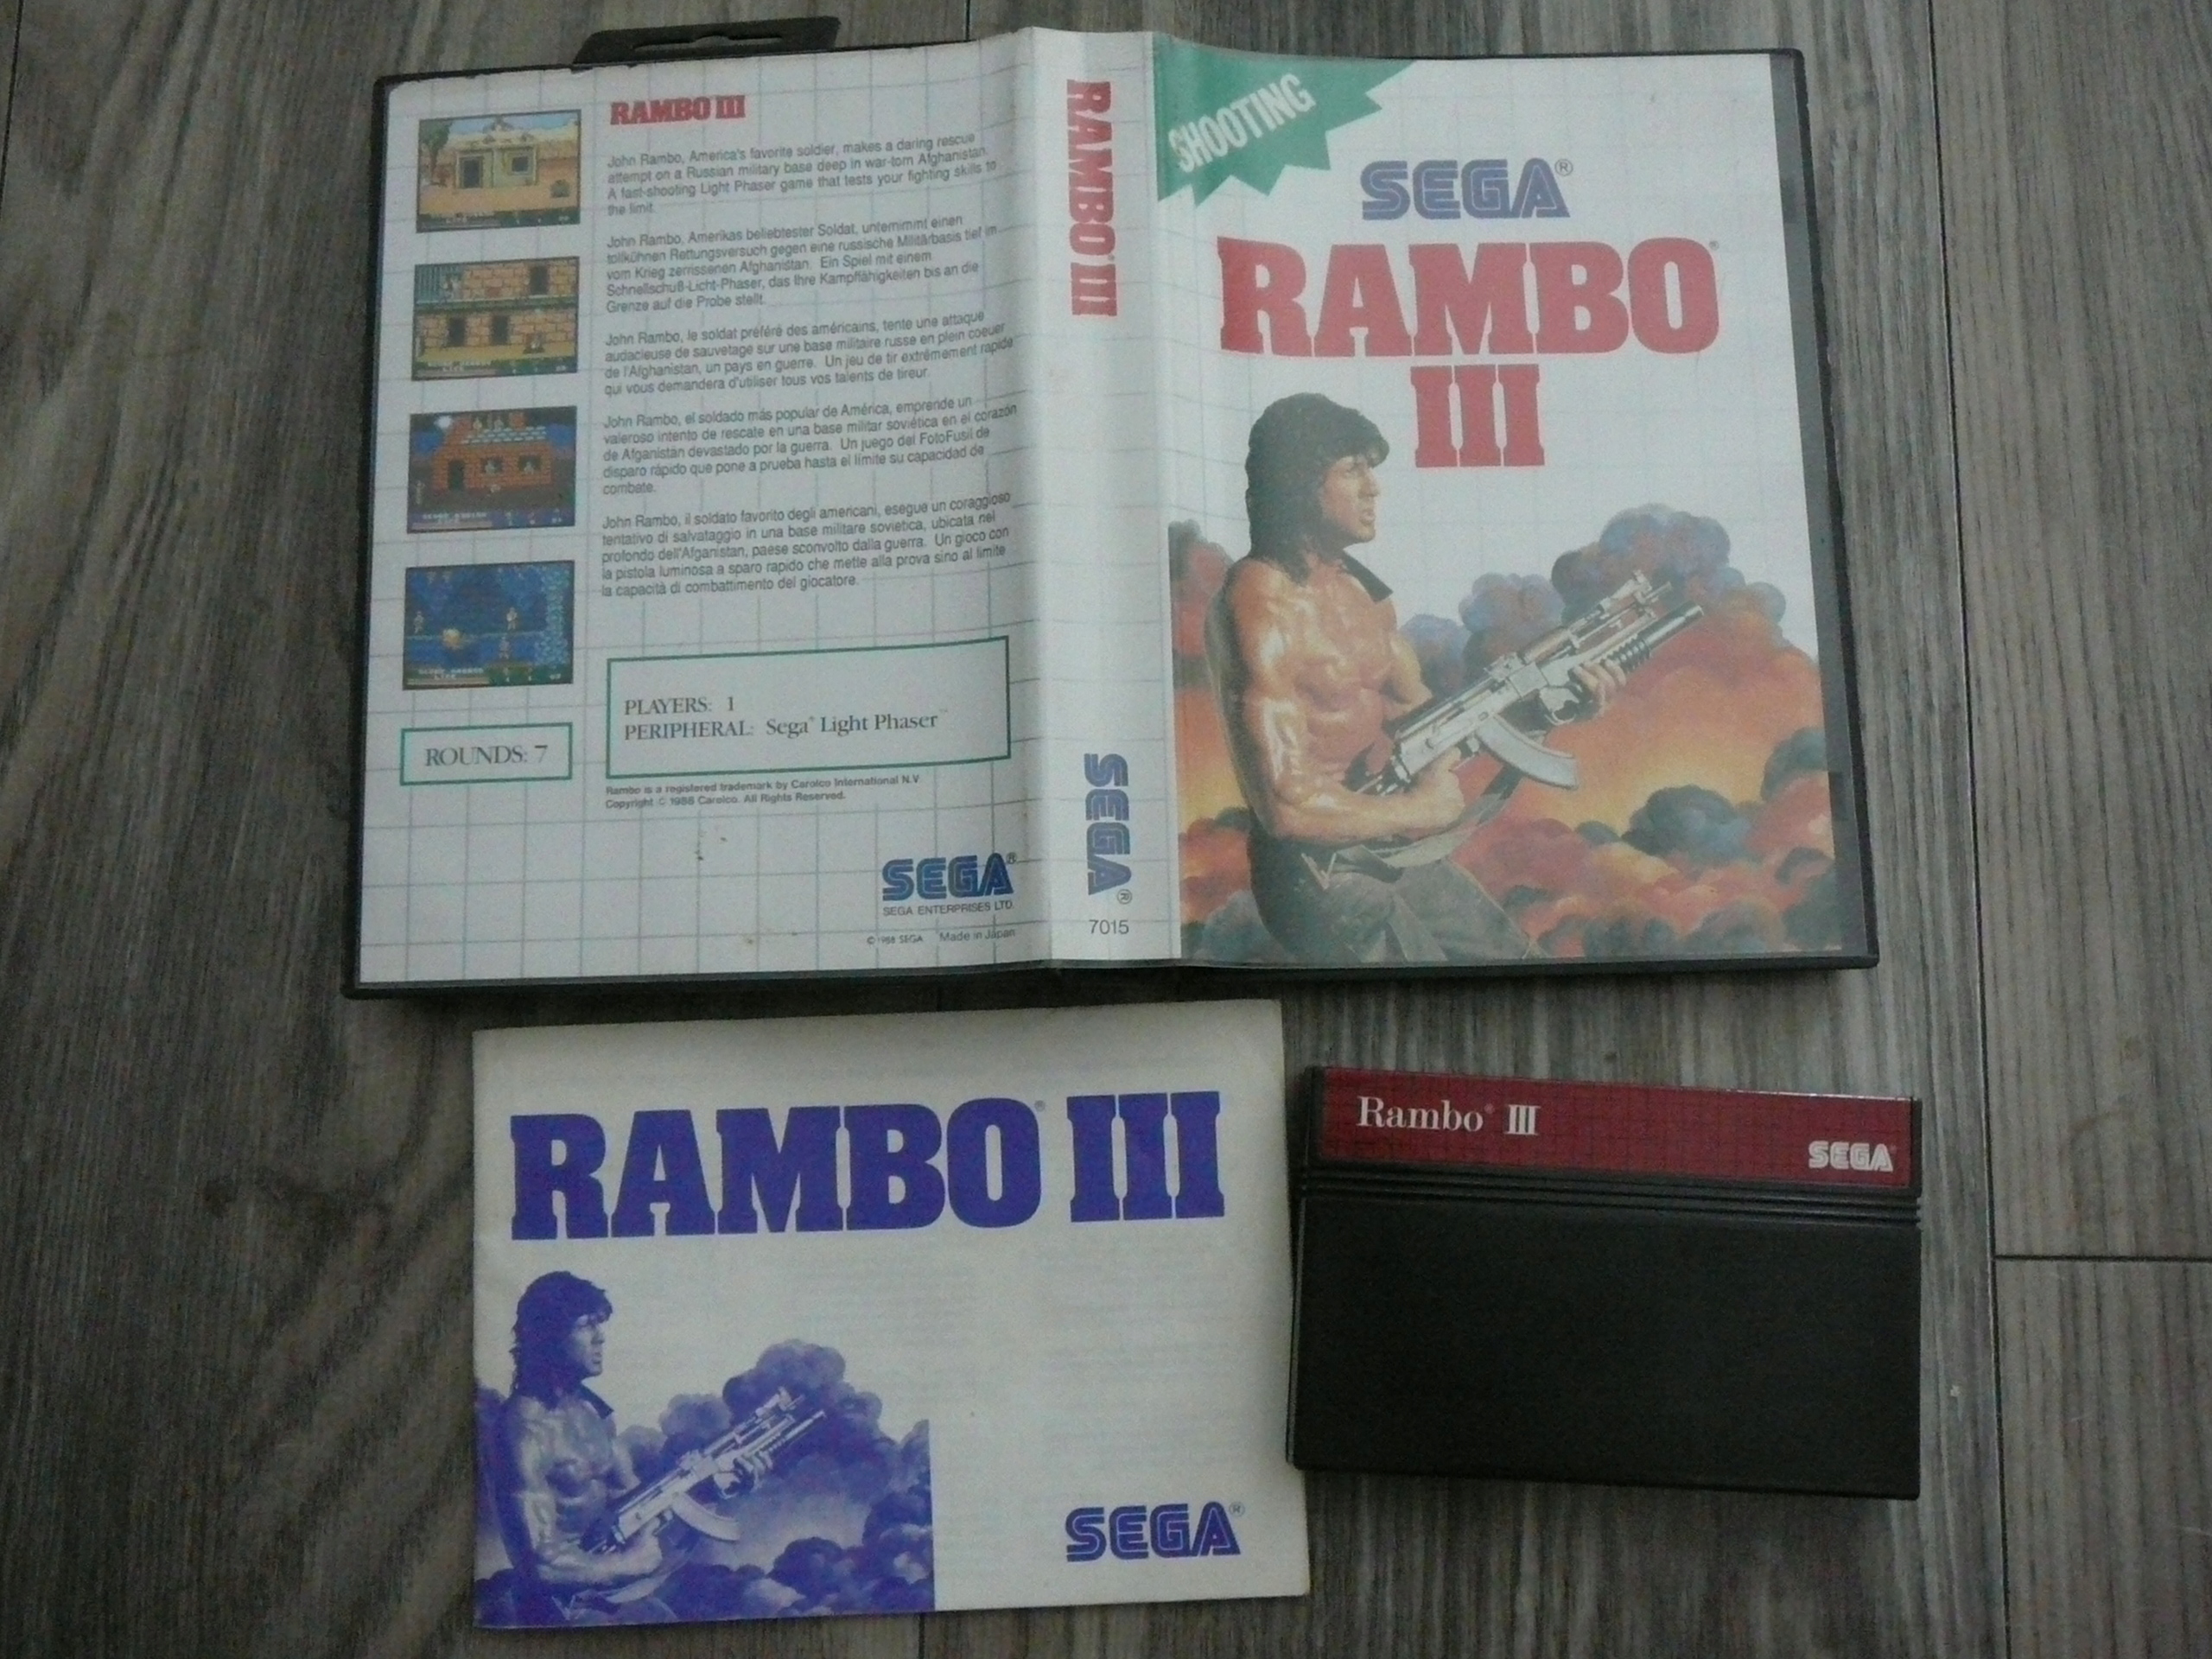 RAMBO III
John Rambo, America's favorite soldier, makes a daring rescue
attempt on a Russian military base deep in war-torn Afghanistan.
A fast-shooting Light Phaser game that tests your fighting skills to
the limit.
John Rambo, Amerikas beliebtester Soldat, unternimmt einen
tollkühnen Rettungsversuch gegen eine russische Militärbasis tief im
vom Krieg zerrissenen Afghanistan. Ein Spiel mit einem
Schnellschuß-Licht-Phaser, das Ihre Kampffähigkeiten bis an die
Grenze auf die Probe stellt.
John Rambo, le soldat préféré des américains, tente une attaque
audacieuse de sauvetage sur une base militaire russe en plein coeuer
de l'Afghanistan, un pays en guerre. Un jeu de tir extrêmement rapide
qui vous demandera d'utiliser tous vos talents de tireur.
John Rambo, el soldado más popular de América, emprende un
valeroso intento de rescate en una base militar soviética en el corazón
de Afganistán devastado por la guerra. Un juego del FotoFusil de
disparo rápido que pone a prueba hasta el límite su capacidad de
combate.
John Rambo, il soldato favorito degli americani, esegue un coraggioso
tentativo di salvataggio in una base militare sovietica, ubicata nel
profondo dell'Afganistan, paese sconvolto dalla guerra. Un gioco con
la pistola luminosa a sparo rapido che mette alla prova sino al limite
la capacità di combattimento del giocatore.
ROUNDS: 7
PLAYERS: 1
PERIPHERAL: Sega® Light Phaser™
Rambo is a registered trademark by Carolco International N.V.
Copyright © 1988 Carolco. All Rights Reserved.
SEGA®
SEGA ENTERPRISES LTD.
© 1988 SEGA Made in Japan
RAMBO III
SEGA®
7015
SHOOTING
SEGA®
RAMBO®
III
RAMBO® III
SEGA®
Rambo® III
SEGA®